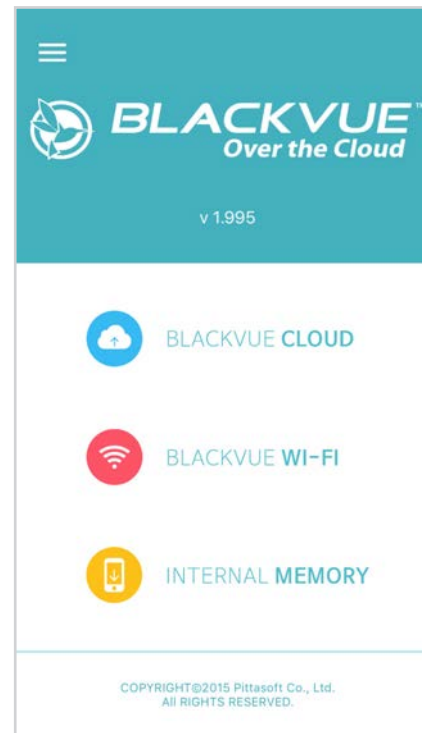 BLACKVUE™
Over the Cloud
v 1.995
BLACKVUE CLOUD
BLACKVUE WI-FI
INTERNAL MEMORY
COPYRIGHT©2015 Pittasoft Co., Ltd.
All RIGHTS RESERVED.